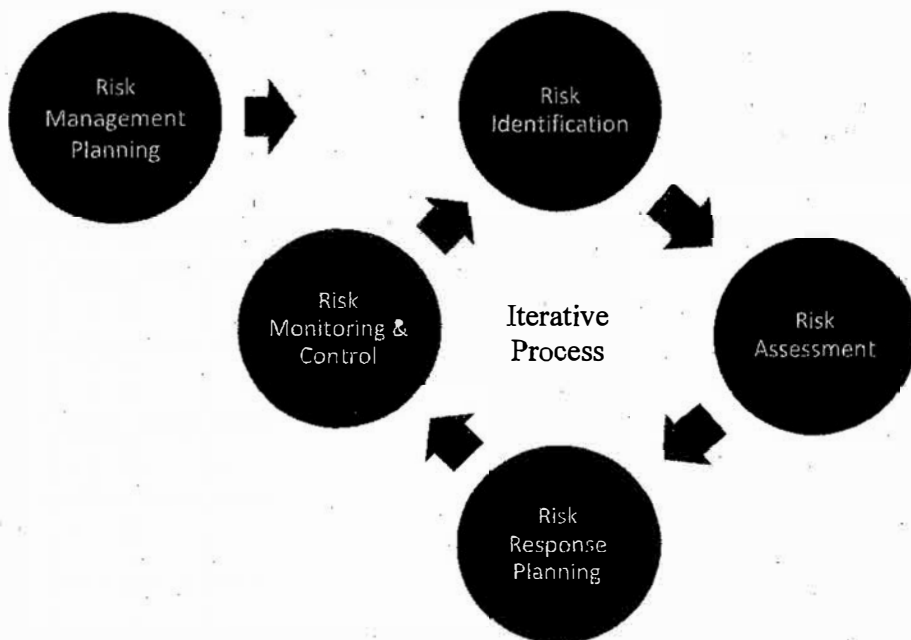 Risk
Management
Planning
Risk
Identification
Risk
Assessment
Risk
Response
Planning
Risk
Monitoring &
Control
Iterative
Process